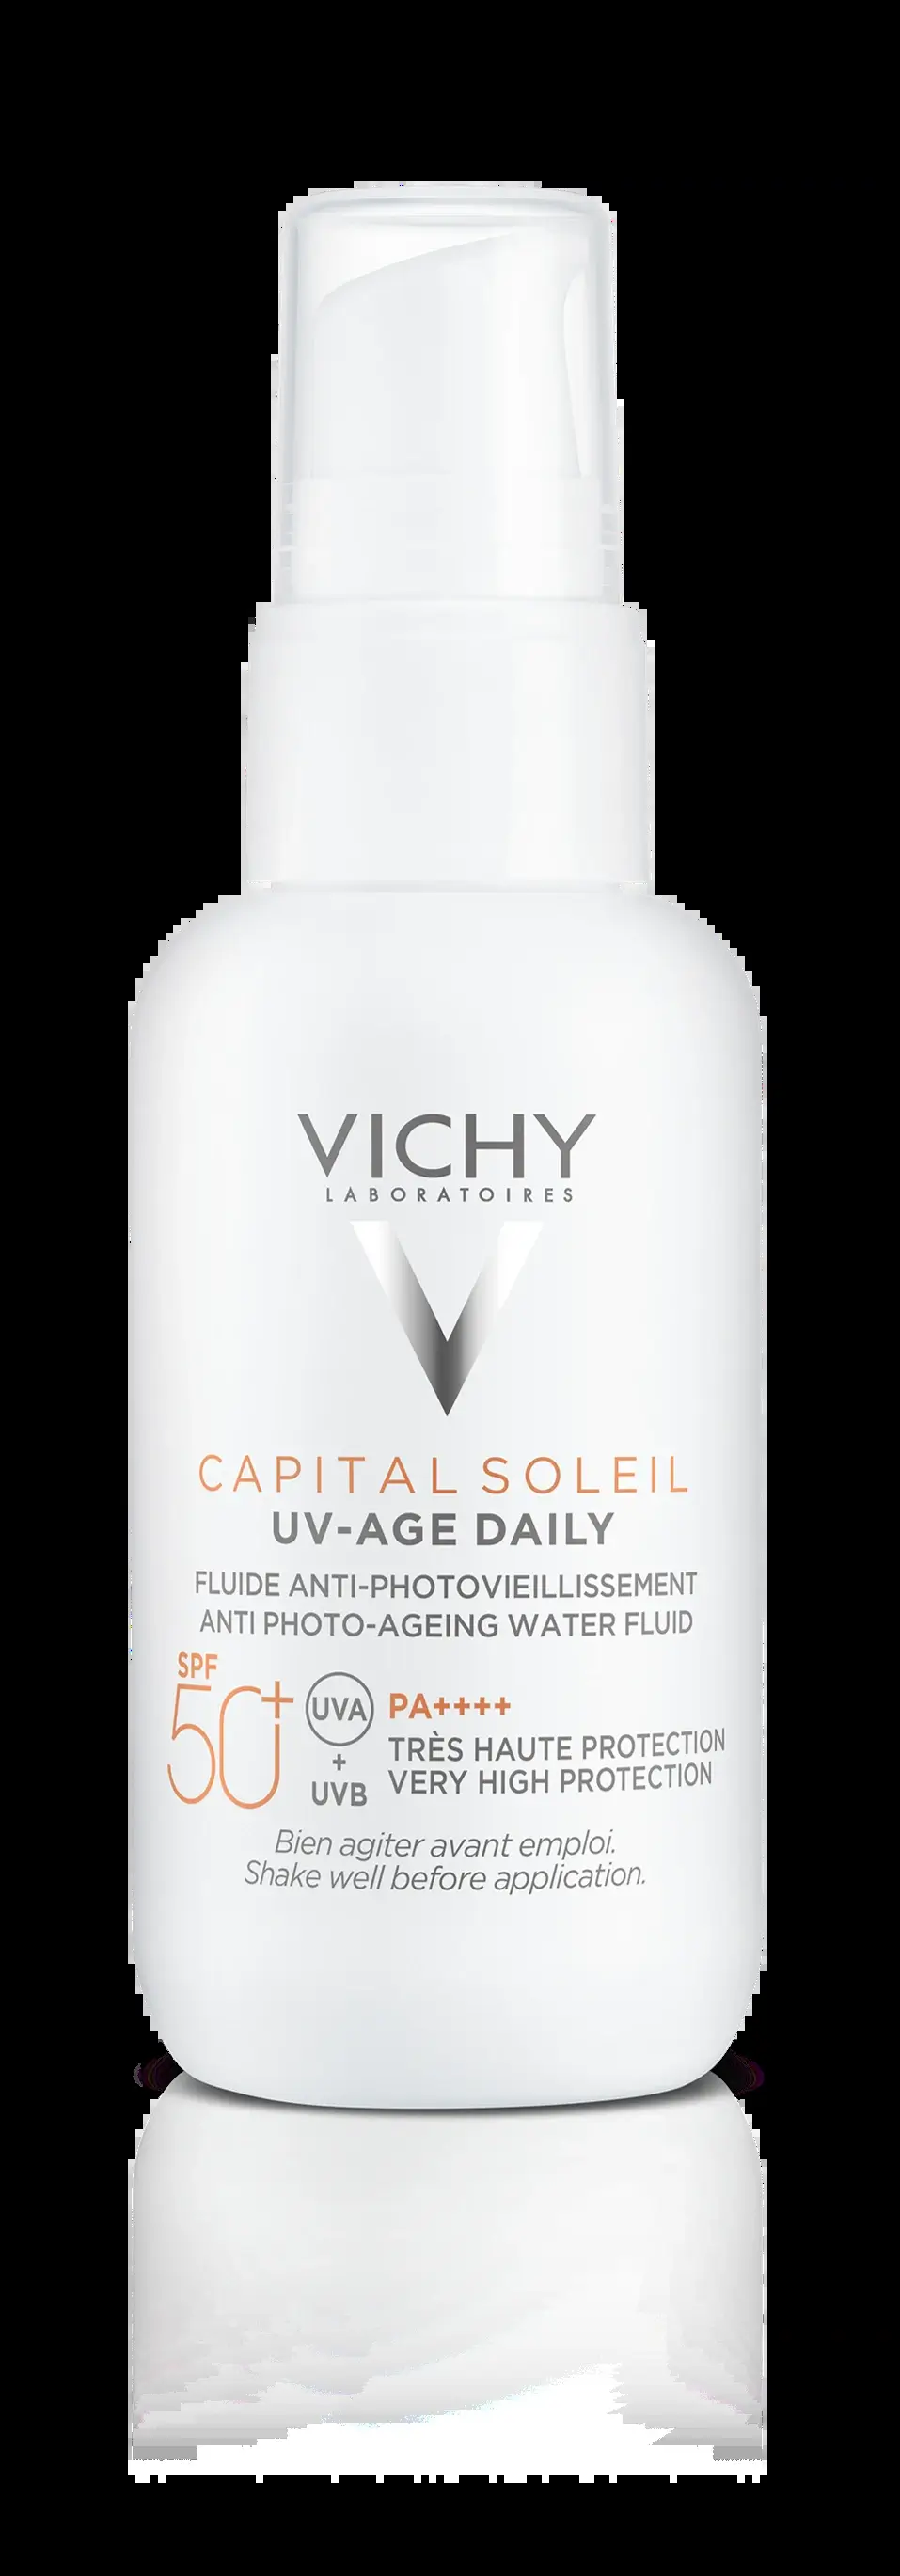 VICHY
LABORATOIRES
CAPITAL SOLEIL
UV-AGE DAILY
FLUIDE ANTI-PHOTOVIEILLISSEMENT
ANTI PHOTO-AGEING WATER FLUID
SPF
50+
UVA
+
UVB
PA++++
TRÈS HAUTE PROTECTION
VERY HIGH PROTECTION
Bien agiter avant emploi.
Shake well before application.